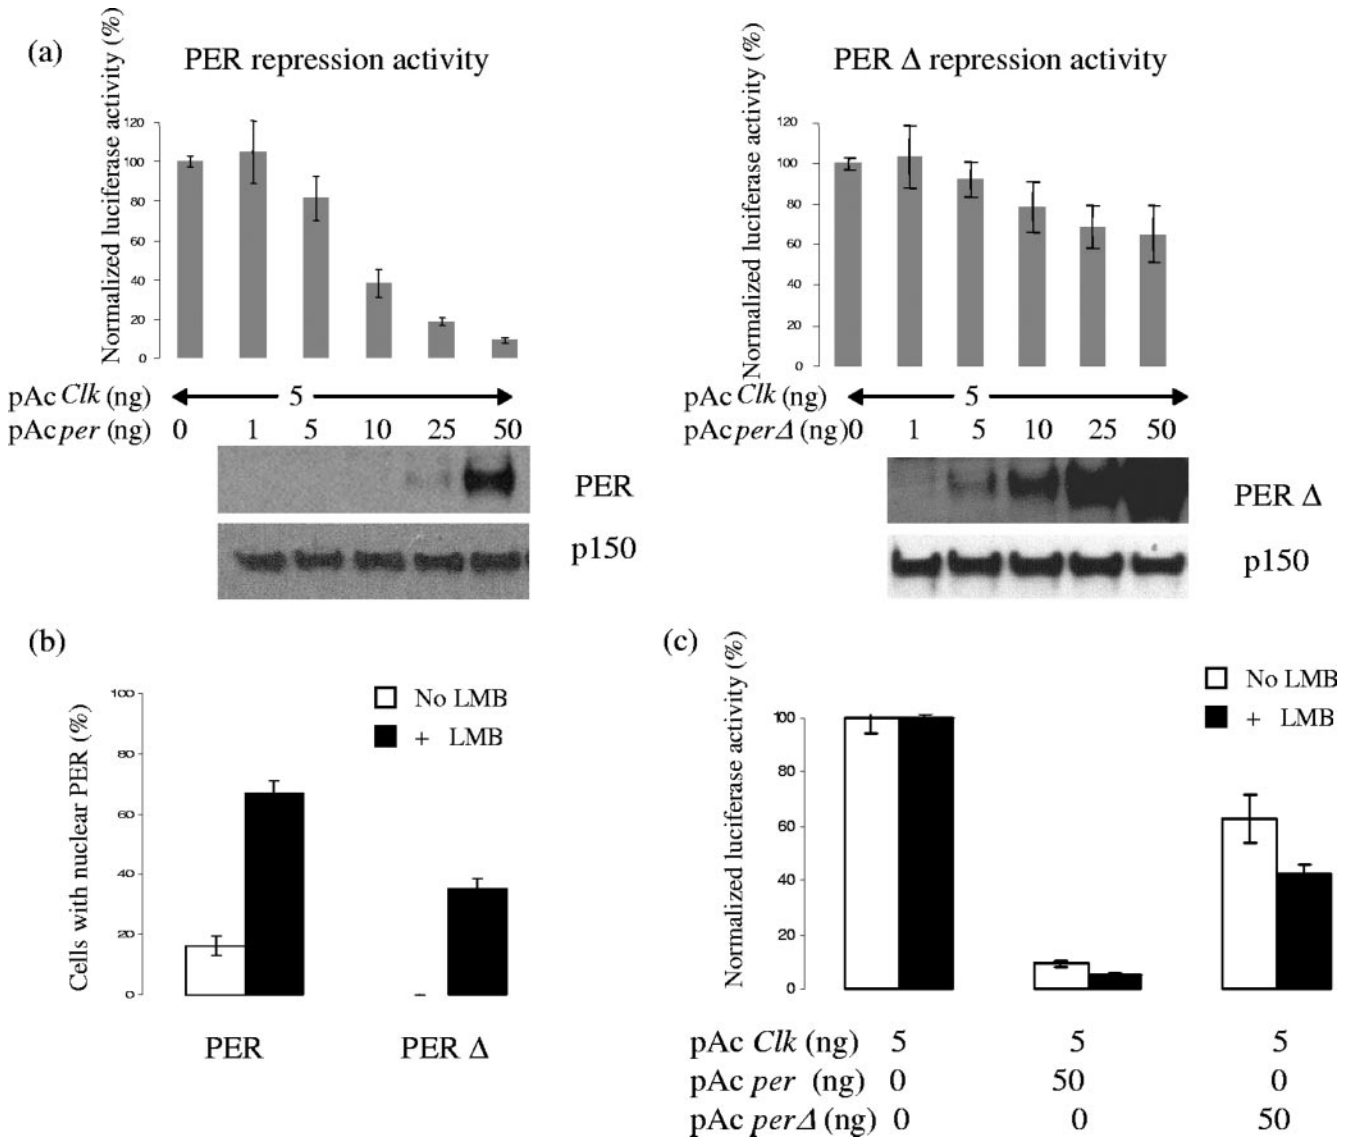 (a)
PER repression activity
Normalized luciferase activity (%)
120
100
80
60
40
20
0
pAc Clk (ng)
5
pAc per (ng) 0 1 5 10 25 50
PER
p150
PER Δ repression activity
Normalized luciferase activity (%)
120
100
80
60
40
20
0
pAc Clk (ng)
5
pAc perΔ (ng) 0 1 5 10 25 50
PER Δ
p150
(b)
Cells with nuclear PER (%)
100
80
60
40
20
0
No LMB
+ LMB
PER PER Δ
(c)
Normalized luciferase activity (%)
100
80
60
40
20
0
No LMB
+ LMB
pAc Clk (ng) 5 5 5
pAc per (ng) 0 50 0
pAc perΔ (ng) 0 0 50